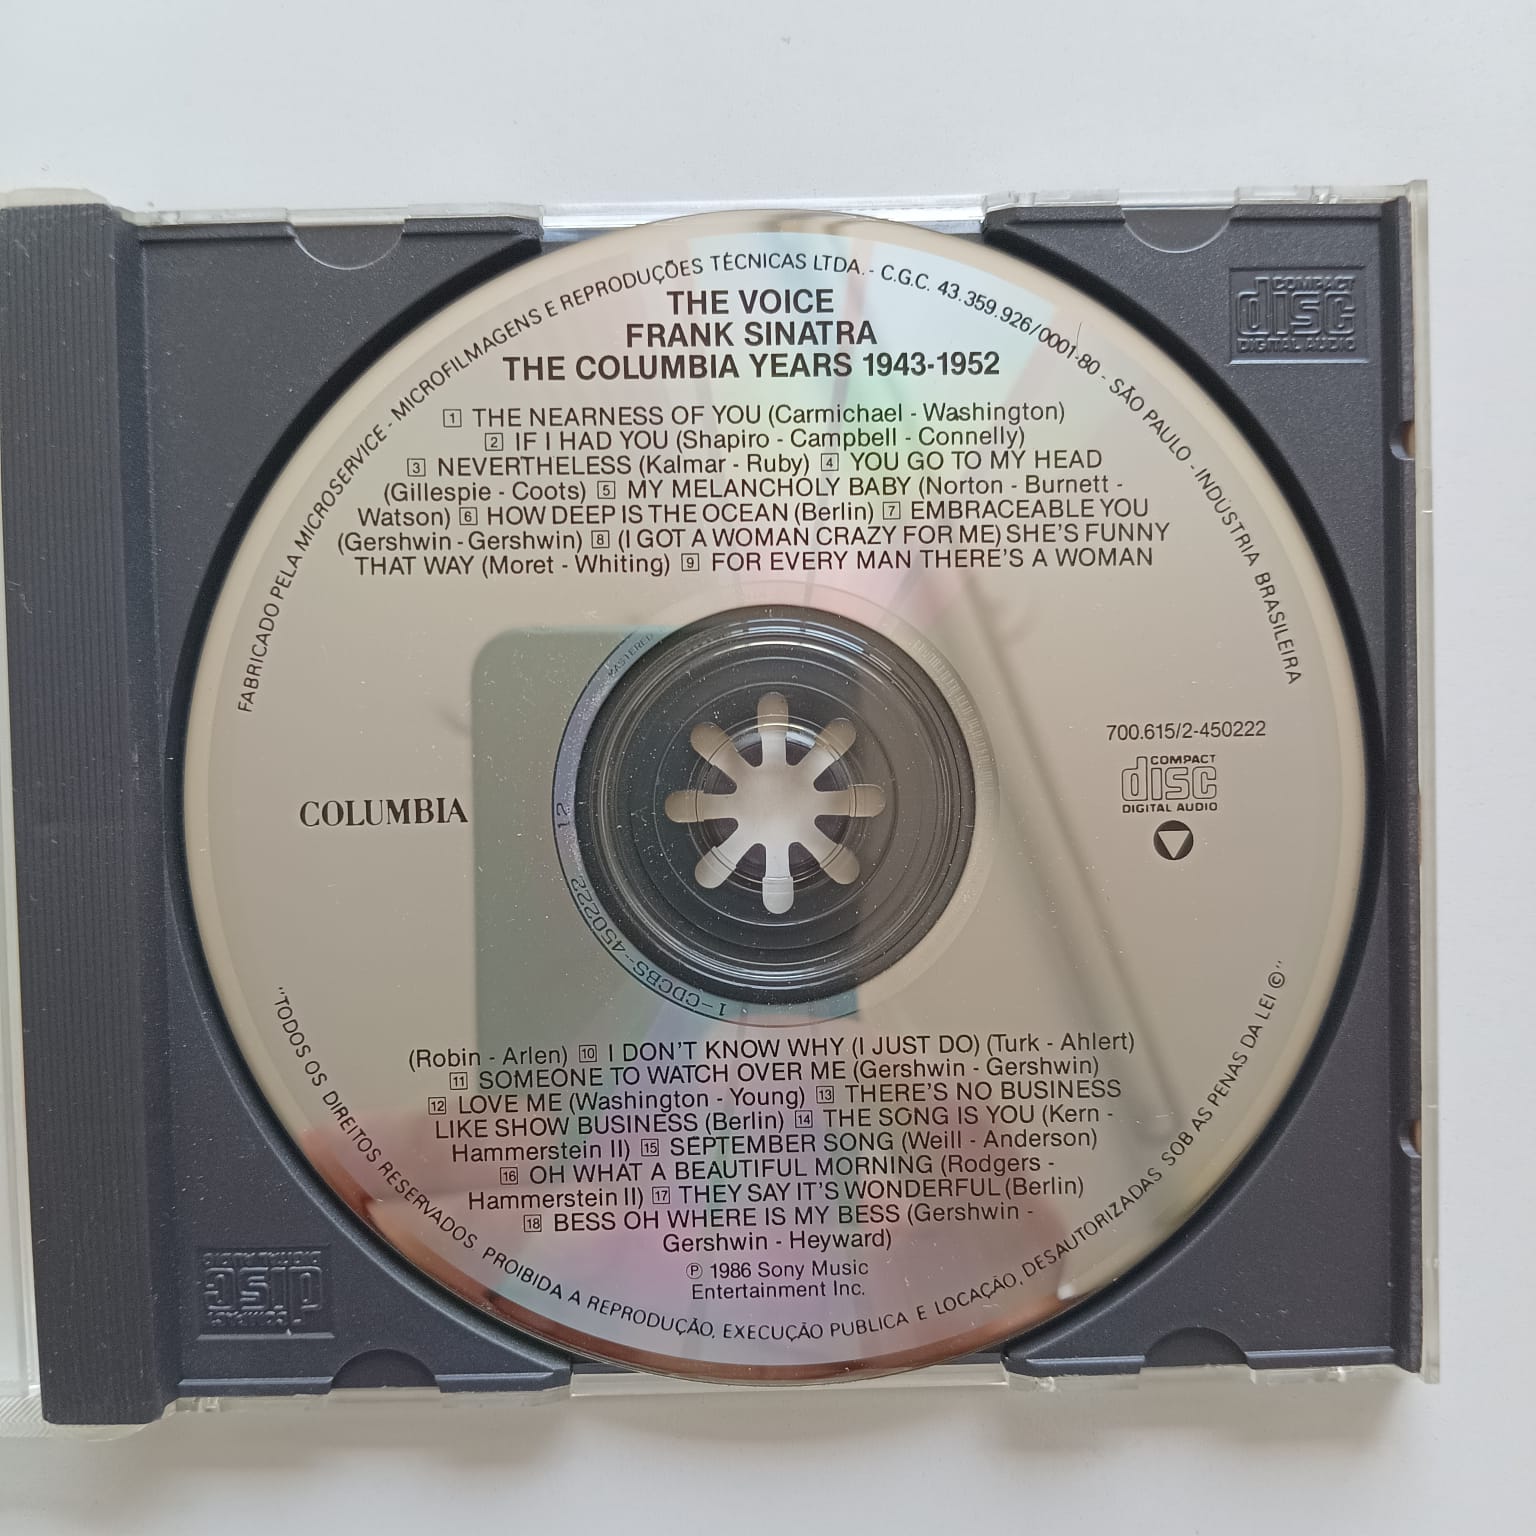 FABRICADO PELA MICROSERVICE - MICROFILMAGENS E REPRODUÇÕES TÉCNICAS LTDA. - C.G.C. 43.359.926/0001-80 - SÃO PAULO - INDÚSTRIA BRASILEIRA
THE VOICE
FRANK SINATRA
THE COLUMBIA YEARS 1943-1952
1 THE NEARNESS OF YOU (Carmichael - Washington)
2 IF I HAD YOU (Shapiro - Campbell - Connelly)
3 NEVERTHELESS (Kalmar - Ruby) 4 YOU GO TO MY HEAD
(Gillespie - Coots) 5 MY MELANCHOLY BABY (Norton - Burnett -
Watson) 6 HOW DEEP IS THE OCEAN (Berlin) 7 EMBRACEABLE YOU
(Gershwin - Gershwin) 8 (I GOT A WOMAN CRAZY FOR ME) SHE'S FUNNY
THAT WAY (Moret - Whiting) 9 FOR EVERY MAN THERE'S A WOMAN
COMPACT
disc
DIGITAL AUDIO
MASTERED
12
1-CDCBS-450222
COLUMBIA
700.615/2-450222
COMPACT
disc
DIGITAL AUDIO
(Robin - Arlen) 10 I DON'T KNOW WHY (I JUST DO) (Turk - Ahlert)
11 SOMEONE TO WATCH OVER ME (Gershwin - Gershwin)
12 LOVE ME (Washington - Young) 13 THERE'S NO BUSINESS
LIKE SHOW BUSINESS (Berlin) 14 THE SONG IS YOU (Kern -
Hammerstein II) 15 SEPTEMBER SONG (Weill - Anderson)
16 OH WHAT A BEAUTIFUL MORNING (Rodgers -
Hammerstein II) 17 THEY SAY IT'S WONDERFUL (Berlin)
18 BESS OH WHERE IS MY BESS (Gershwin -
Gershwin - Heyward)
℗ 1986 Sony Music
Entertainment Inc.
"TODOS OS DIREITOS RESERVADOS PROIBIDA A REPRODUÇÃO, EXECUÇÃO PUBLICA E LOCAÇÃO, DESAUTORIZADAS SOB AS PENAS DA LEI ©"
COMPACT
disc
DIGITAL AUDIO